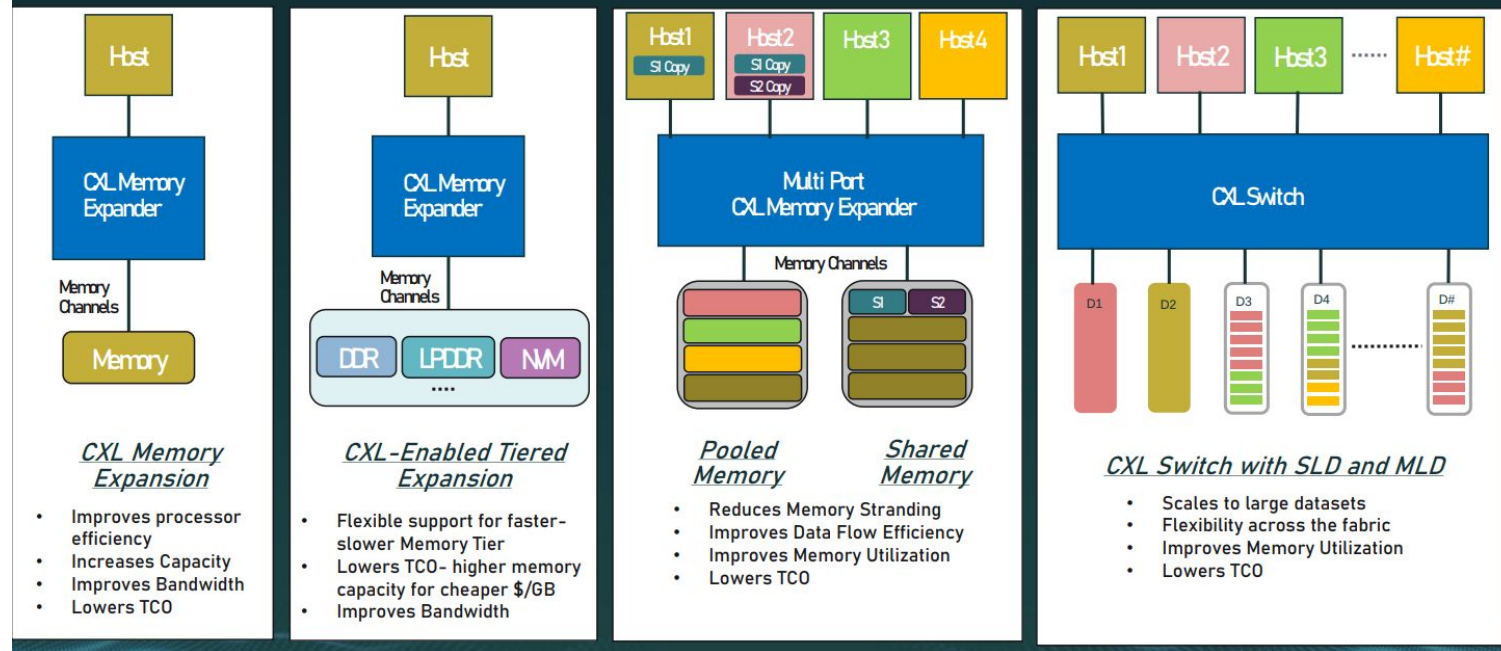 Host
CXL Memory
Expander
Memory
Channels
Memory
CXL Memory
Expansion
• Improves processor
efficiency
• Increases Capacity
• Improves Bandwidth
• Lowers TCO
Host
CXL Memory
Expander
Memory
Channels
DDR
LPDDR
NVM
....
CXL-Enabled Tiered
Expansion
• Flexible support for faster-
slower Memory Tier
• Lowers TCO- higher memory
capacity for cheaper $/GB
• Improves Bandwidth
Host1
S1 Copy
Host2
S1 Copy
S2 Copy
Host3
Host4
Multi Port
CXL Memory Expander
Memory Channels
S1
S2
Pooled
Memory
Shared
Memory
• Reduces Memory Stranding
• Improves Data Flow Efficiency
• Improves Memory Utilization
• Lowers TCO
Host1
Host2
Host3
Host#
CXL Switch
D1
D2
D3
D4
D#
CXL Switch with SLD and MLD
• Scales to large datasets
• Flexibility across the fabric
• Improves Memory Utilization
• Lowers TCO